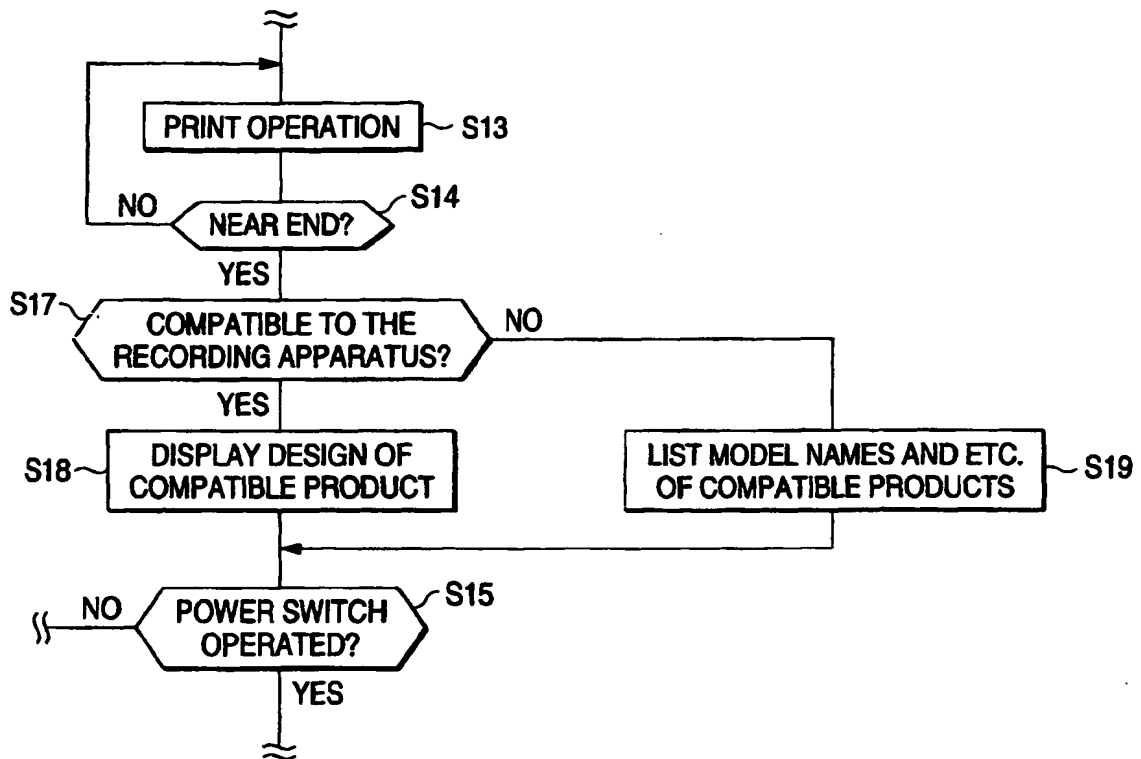 PRINT OPERATION
S13
NO
NEAR END?
S14
YES
S17
COMPATIBLE TO THE
RECORDING APPARATUS?
NO
YES
S18
DISPLAY DESIGN OF
COMPATIBLE PRODUCT
LIST MODEL NAMES AND ETC.
OF COMPATIBLE PRODUCTS
S19
NO
POWER SWITCH
OPERATED?
S15
YES